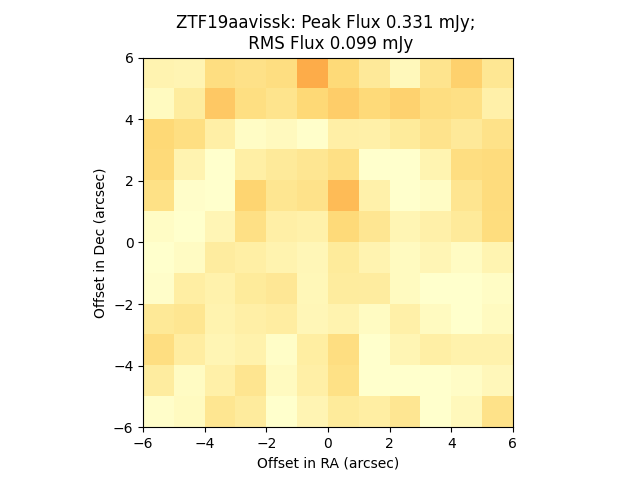 ZTF19aavissk: Peak Flux 0.331 mJy;
RMS Flux 0.099 mJy
6
4
2
0
−2
−4
−6
Offset in Dec (arcsec)
−6 −4 −2 0 2 4 6
Offset in RA (arcsec)